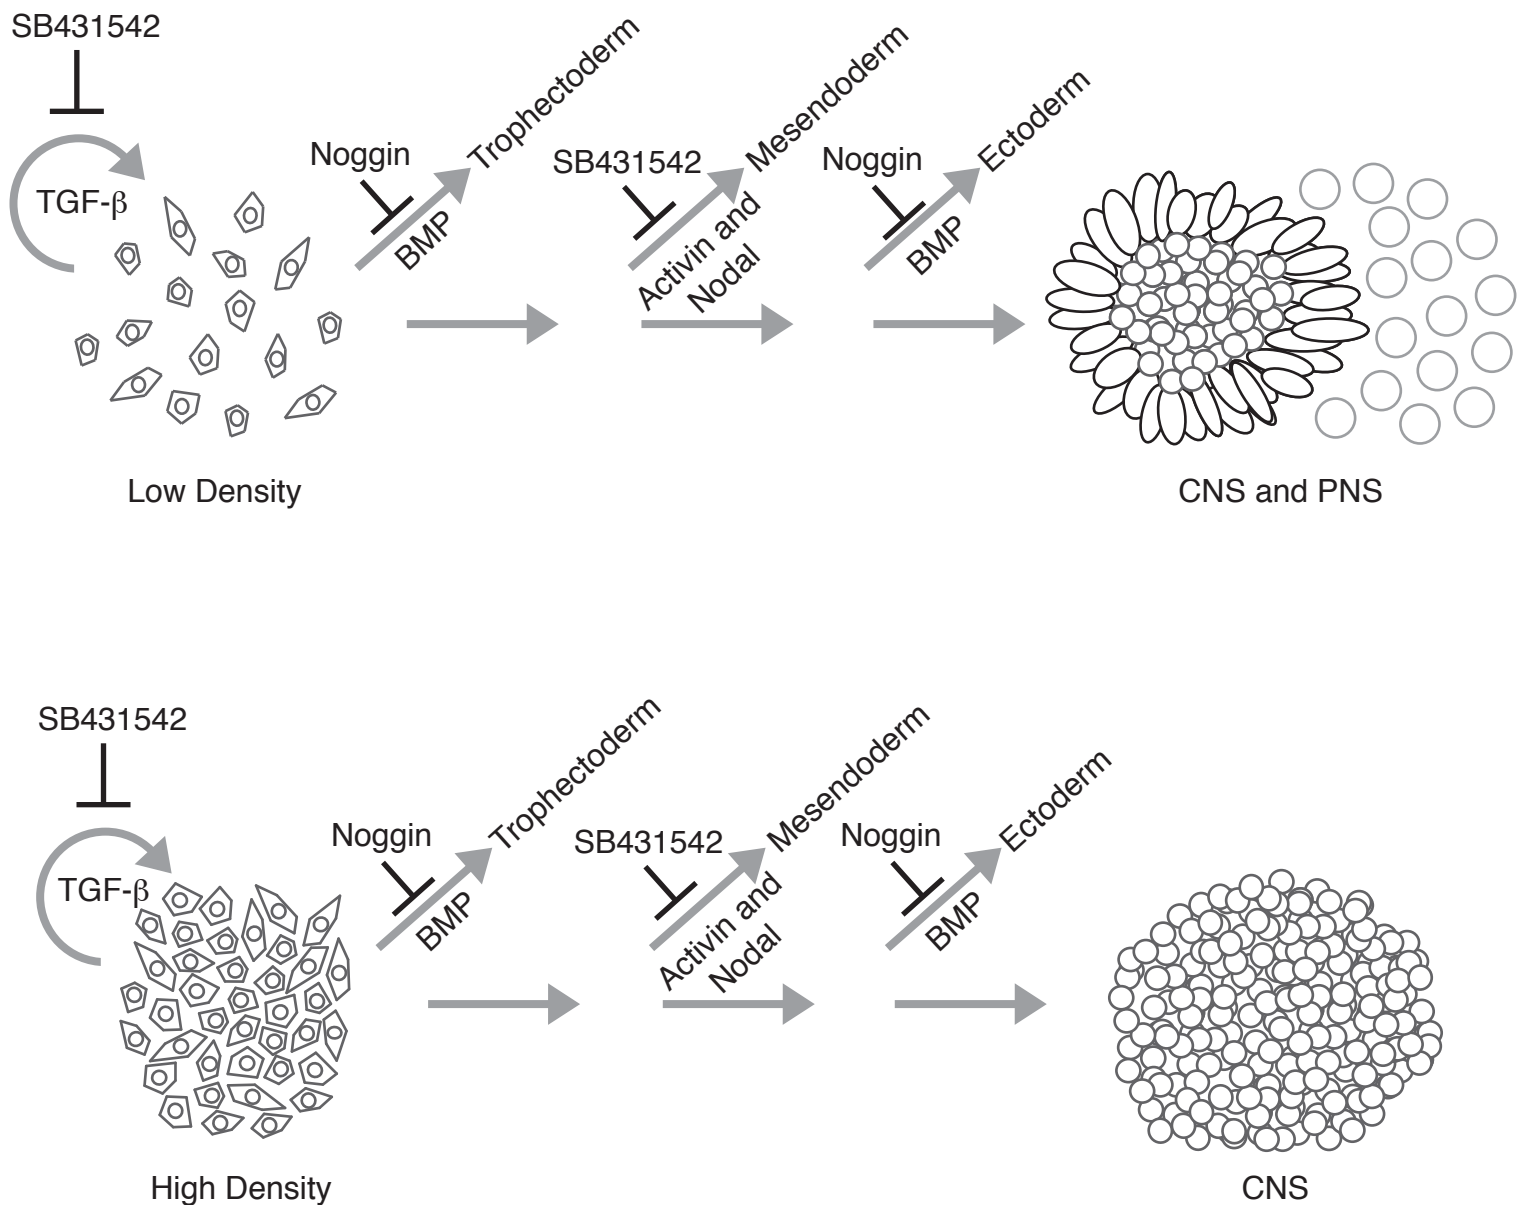 SB431542
TGF-β
Noggin
BMP
Trophectoderm
SB431542
Activin and
Nodal
Mesendoderm
Noggin
BMP
Ectoderm
Low Density
CNS and PNS
SB431542
TGF-β
Noggin
BMP
Trophectoderm
SB431542
Activin and
Nodal
Mesendoderm
Noggin
BMP
Ectoderm
High Density
CNS